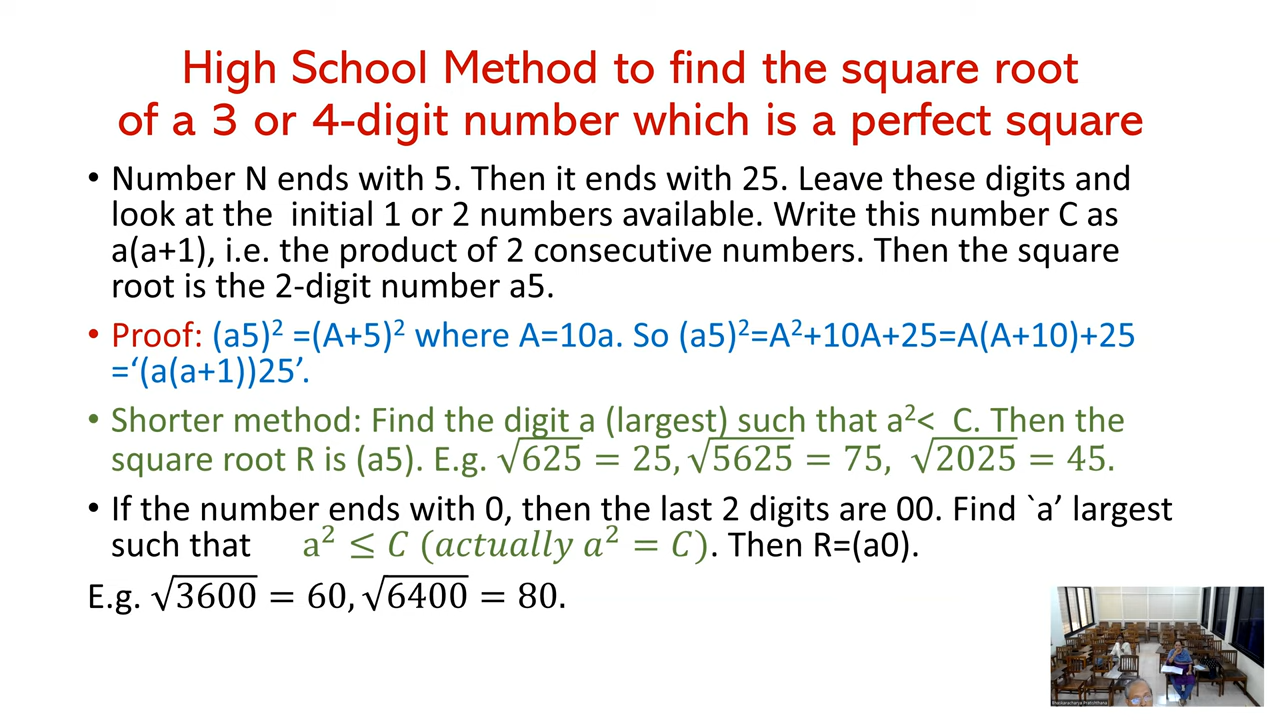 High School Method to find the square root
of a 3 or 4-digit number which is a perfect square
• Number N ends with 5. Then it ends with 25. Leave these digits and
look at the initial 1 or 2 numbers available. Write this number C as
a(a+1), i.e. the product of 2 consecutive numbers. Then the square
root is the 2-digit number a5.
• Proof: (a5)² =(A+5)² where A=10a. So (a5)²=A²+10A+25=A(A+10)+25
=‘(a(a+1))25’.
• Shorter method: Find the digit a (largest) such that a²< C. Then the
square root R is (a5). E.g. √625 = 25, √5625 = 75, √2025 = 45.
• If the number ends with 0, then the last 2 digits are 00. Find `a’ largest
such that a² ≤ C (actually a² = C). Then R=(a0).
E.g. √3600 = 60, √6400 = 80.
Bhaskaracharya Pratishthana